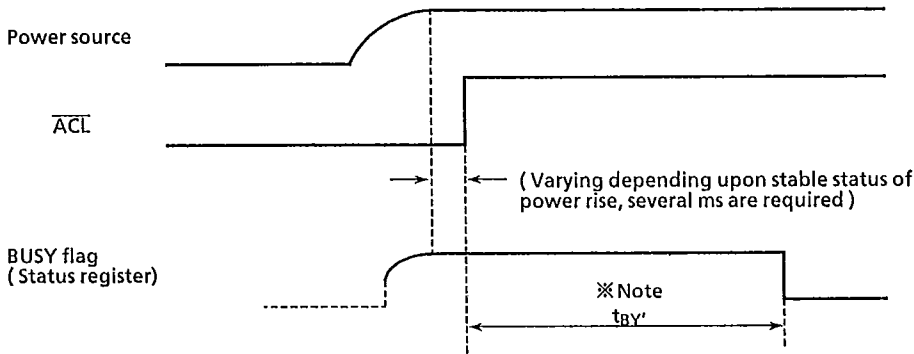 Power source
ACL
( Varying depending upon stable status of
power rise, several ms are required )
BUSY flag
( Status register)
※Note
tBY'